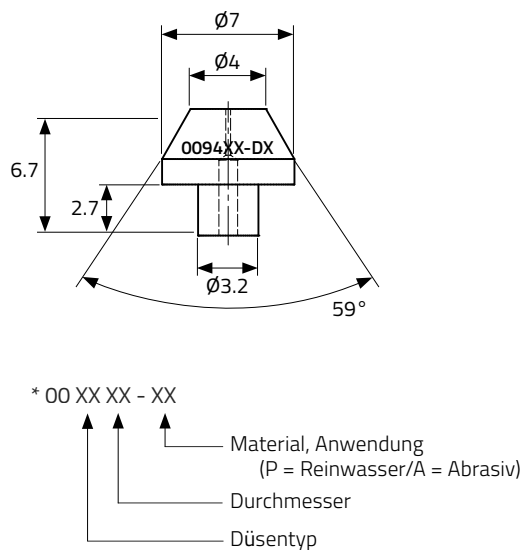 Ø7
Ø4
0094XX-DX
6.7
2.7
Ø3.2
59°
* 00 XX XX - XX
Material, Anwendung
(P = Reinwasser/A = Abrasiv)
Durchmesser
Düsentyp